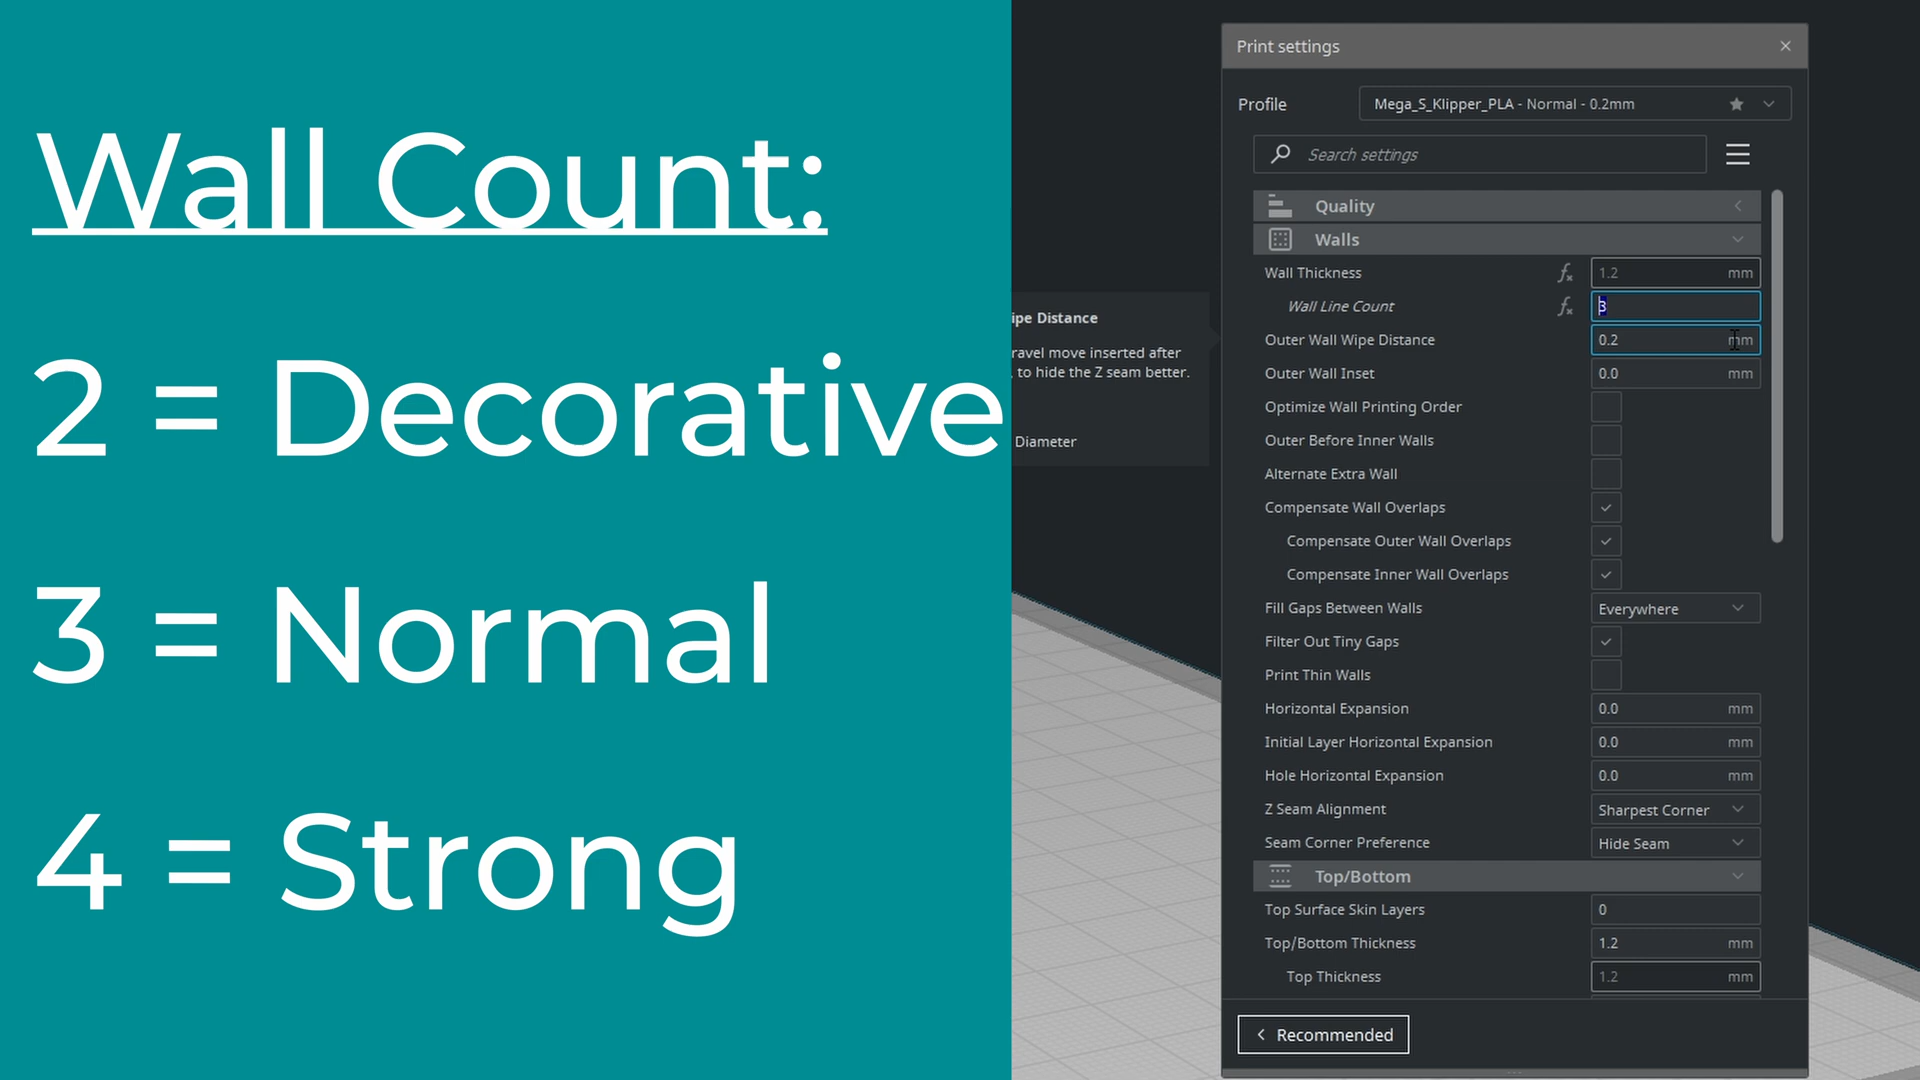 Wall Count:
2 = Decorative
3 = Normal
4 = Strong
ipe Distance
ravel move inserted after
, to hide the Z seam better.
Diameter
Print settings
Profile
Mega_S_Klipper_PLA - Normal - 0.2mm
Search settings
Quality
Walls
Wall Thickness 1.2 mm
Wall Line Count 3
Outer Wall Wipe Distance 0.2 mm
Outer Wall Inset 0.0 mm
Optimize Wall Printing Order
Outer Before Inner Walls
Alternate Extra Wall
Compensate Wall Overlaps
Compensate Outer Wall Overlaps
Compensate Inner Wall Overlaps
Fill Gaps Between Walls Everywhere
Filter Out Tiny Gaps
Print Thin Walls
Horizontal Expansion 0.0 mm
Initial Layer Horizontal Expansion 0.0 mm
Hole Horizontal Expansion 0.0 mm
Z Seam Alignment Sharpest Corner
Seam Corner Preference Hide Seam
Top/Bottom
Top Surface Skin Layers 0
Top/Bottom Thickness 1.2 mm
Top Thickness 1.2 mm
Recommended